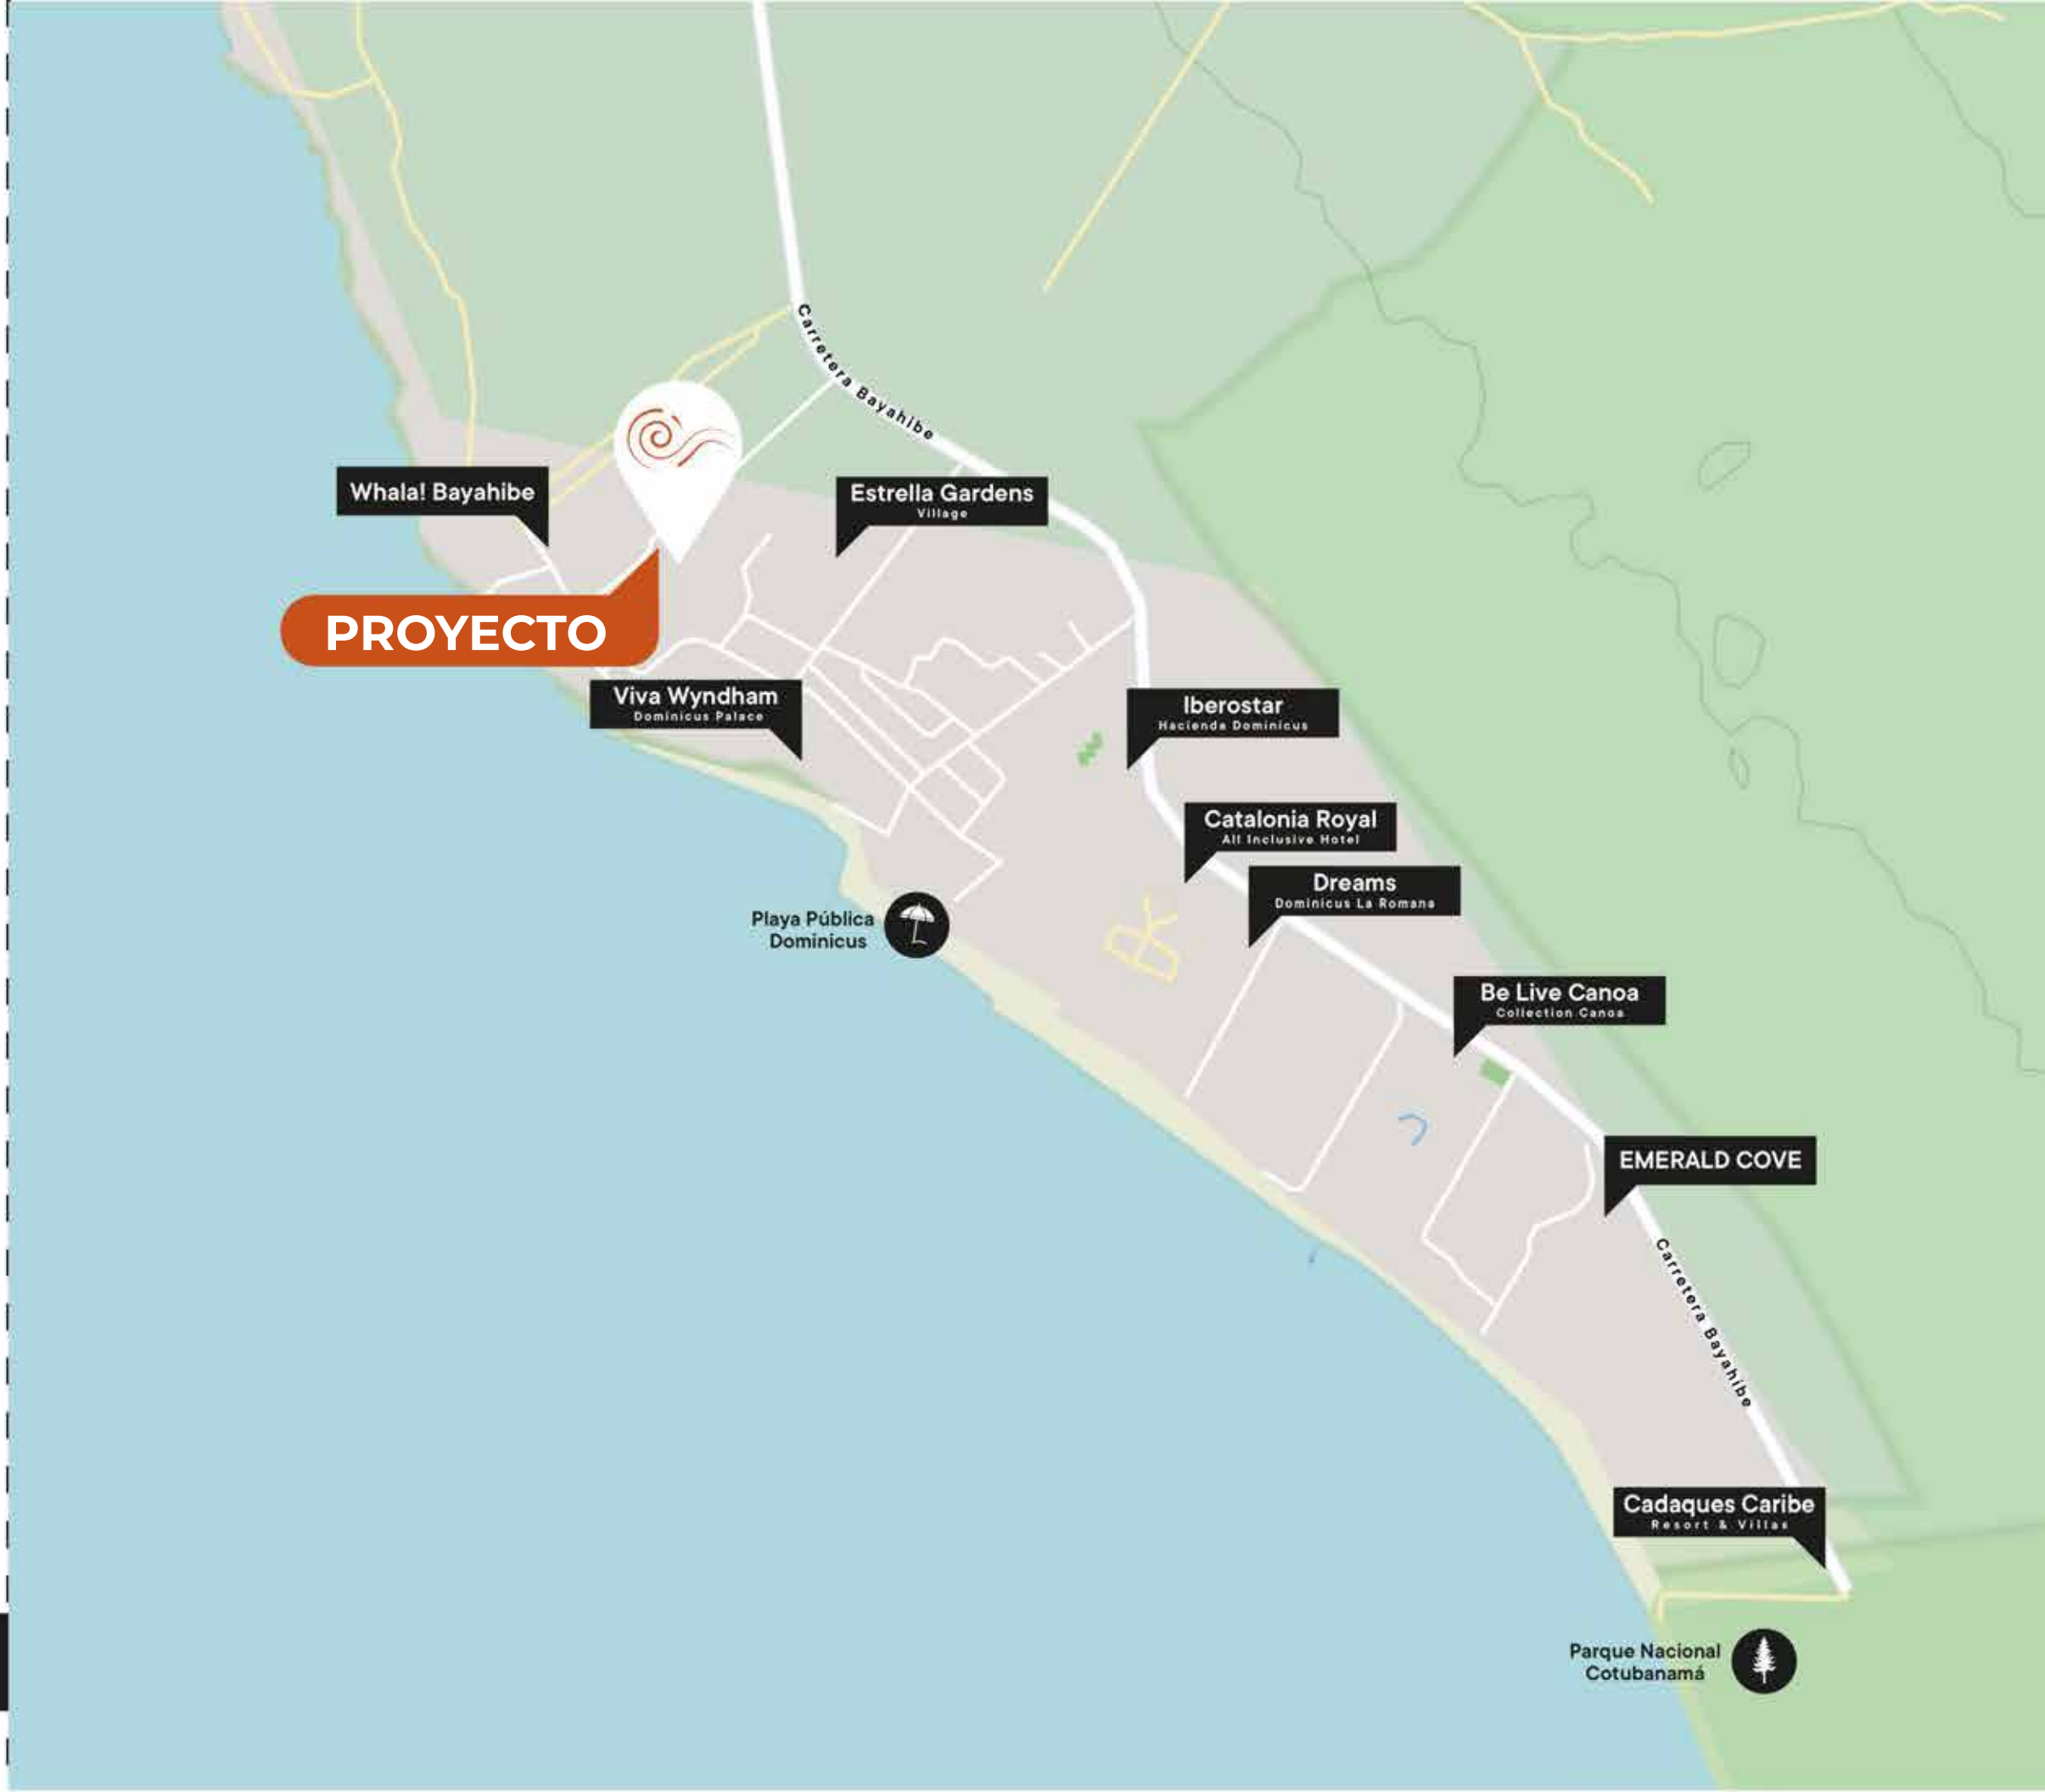 Carretera Bayahibe
Whala! Bayahibe
Estrella Gardens
Village
PROYECTO
Viva Wyndham
Dominicus Palace
Iberostar
Hacienda Dominicus
Catalonia Royal
All Inclusive Hotel
Dreams
Dominicus La Romana
Playa Pública
Dominicus
Be Live Canoa
Collection Canoa
EMERALD COVE
Carretera Bayahibe
Cadaques Caribe
Resort & Villas
Parque Nacional
Cotubanamá